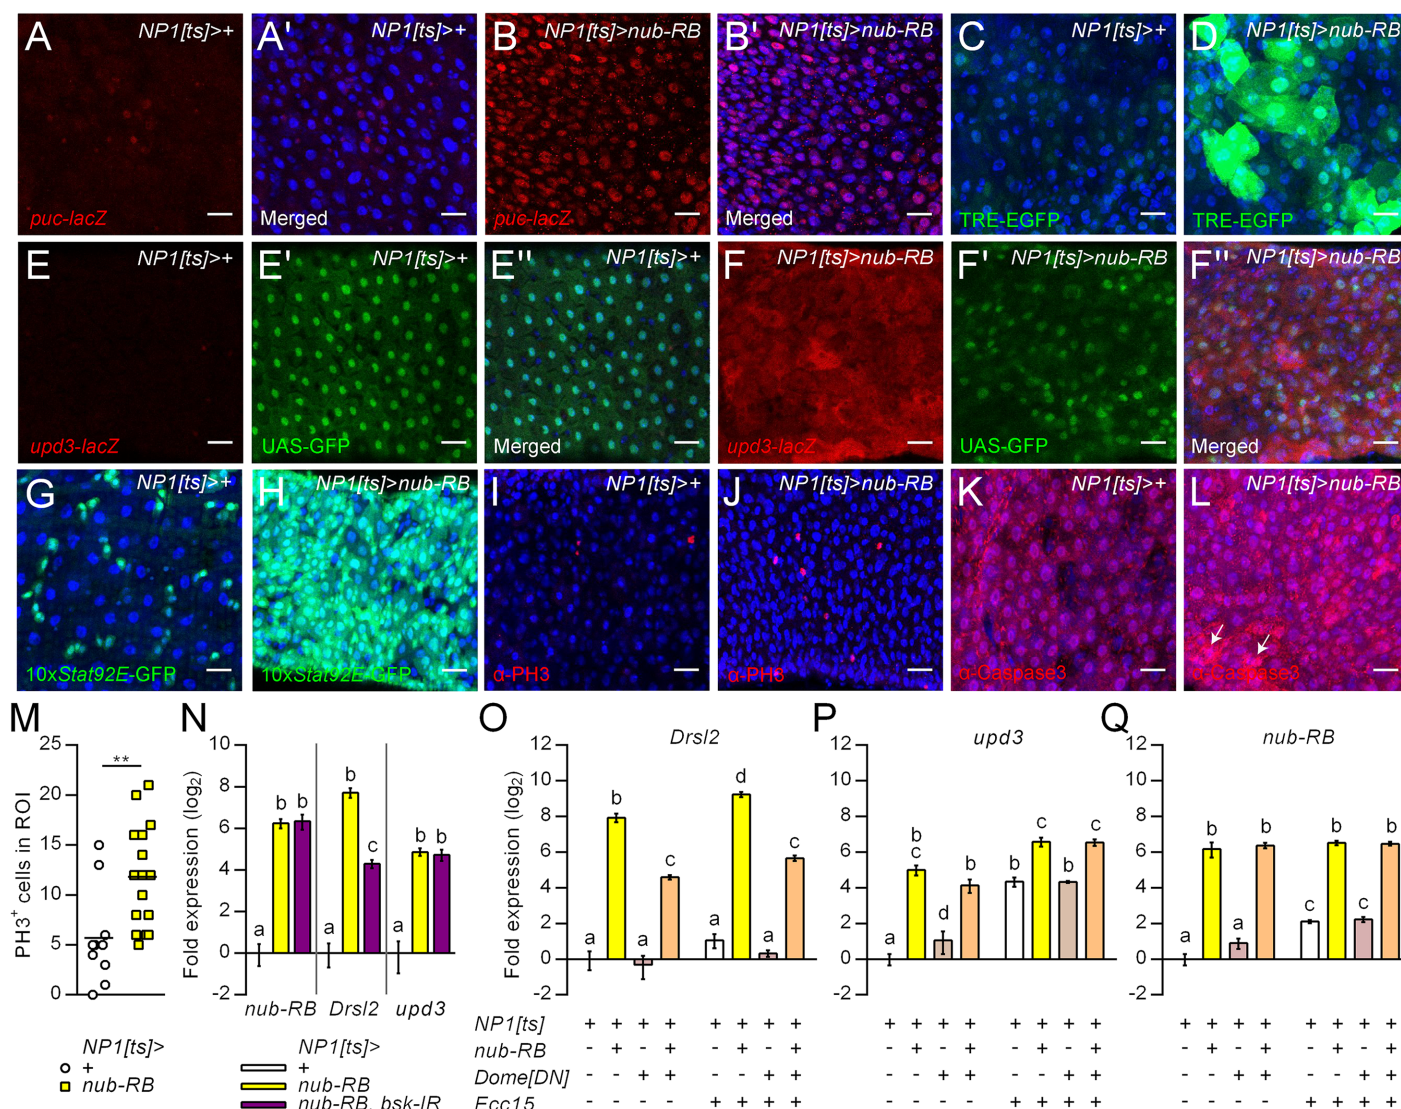 A NP1[ts]>+ A' NP1[ts]>+ B NP1[ts]>nub-RB B' NP1[ts]>nub-RB C NP1[ts]>+ D NP1[ts]>nub-RB
puc-lacZ Merged puc-lacZ Merged TRE-EGFP TRE-EGFP
E NP1[ts]>+ E' NP1[ts]>+ E'' NP1[ts]>+ F NP1[ts]>nub-RB F' NP1[ts]>nub-RB F'' NP1[ts]>nub-RB
upd3-lacZ UAS-GFP Merged upd3-lacZ UAS-GFP Merged
G NP1[ts]>+ H NP1[ts]>nub-RB I NP1[ts]>+ J NP1[ts]>nub-RB K NP1[ts]>+ L NP1[ts]>nub-RB
10xStat92E-GFP 10xStat92E-GFP α-PH3 α-PH3 α-Caspase3 α-Caspase3
M
PH3+ cells in ROI
25
20
15
10
5
0
**
NP1[ts]>
+
nub-RB
N
Fold expression (log2)
10
8
6
4
2
0
-2
a b b a b c a b b
nub-RB Drsl2 upd3
NP1[ts]>
+
nub-RB
nub-RB, bsk-IR
O
Drsl2
Fold expression (log2)
12
10
8
6
4
2
0
-2
a b a c a d a c
P
upd3
12
10
8
6
4
2
0
-2
a b c d b b c b c
Q
nub-RB
12
10
8
6
4
2
0
-2
a b a b c b c b
NP1[ts] + + + + + + + + + + + + + + + + + + + + + + + +
nub-RB - + - + - + - + - + - + - + - + - + - + - + - +
Dome[DN] - - + + - - + + - - + + - - + + - - + + - - + +
Ecc15 - - - - + + + + - - - - + + + + - - - - + + + +